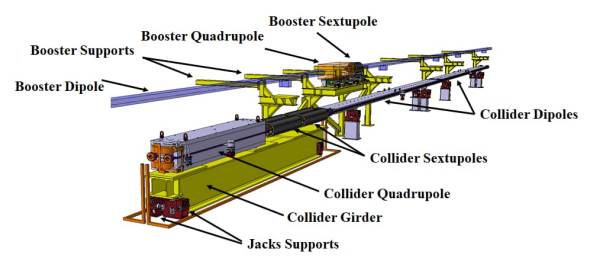 Booster Sextupole
Booster Quadrupole
Booster Supports
Booster Dipole
Collider Dipoles
Collider Sextupoles
Collider Quadrupole
Collider Girder
Jacks Supports